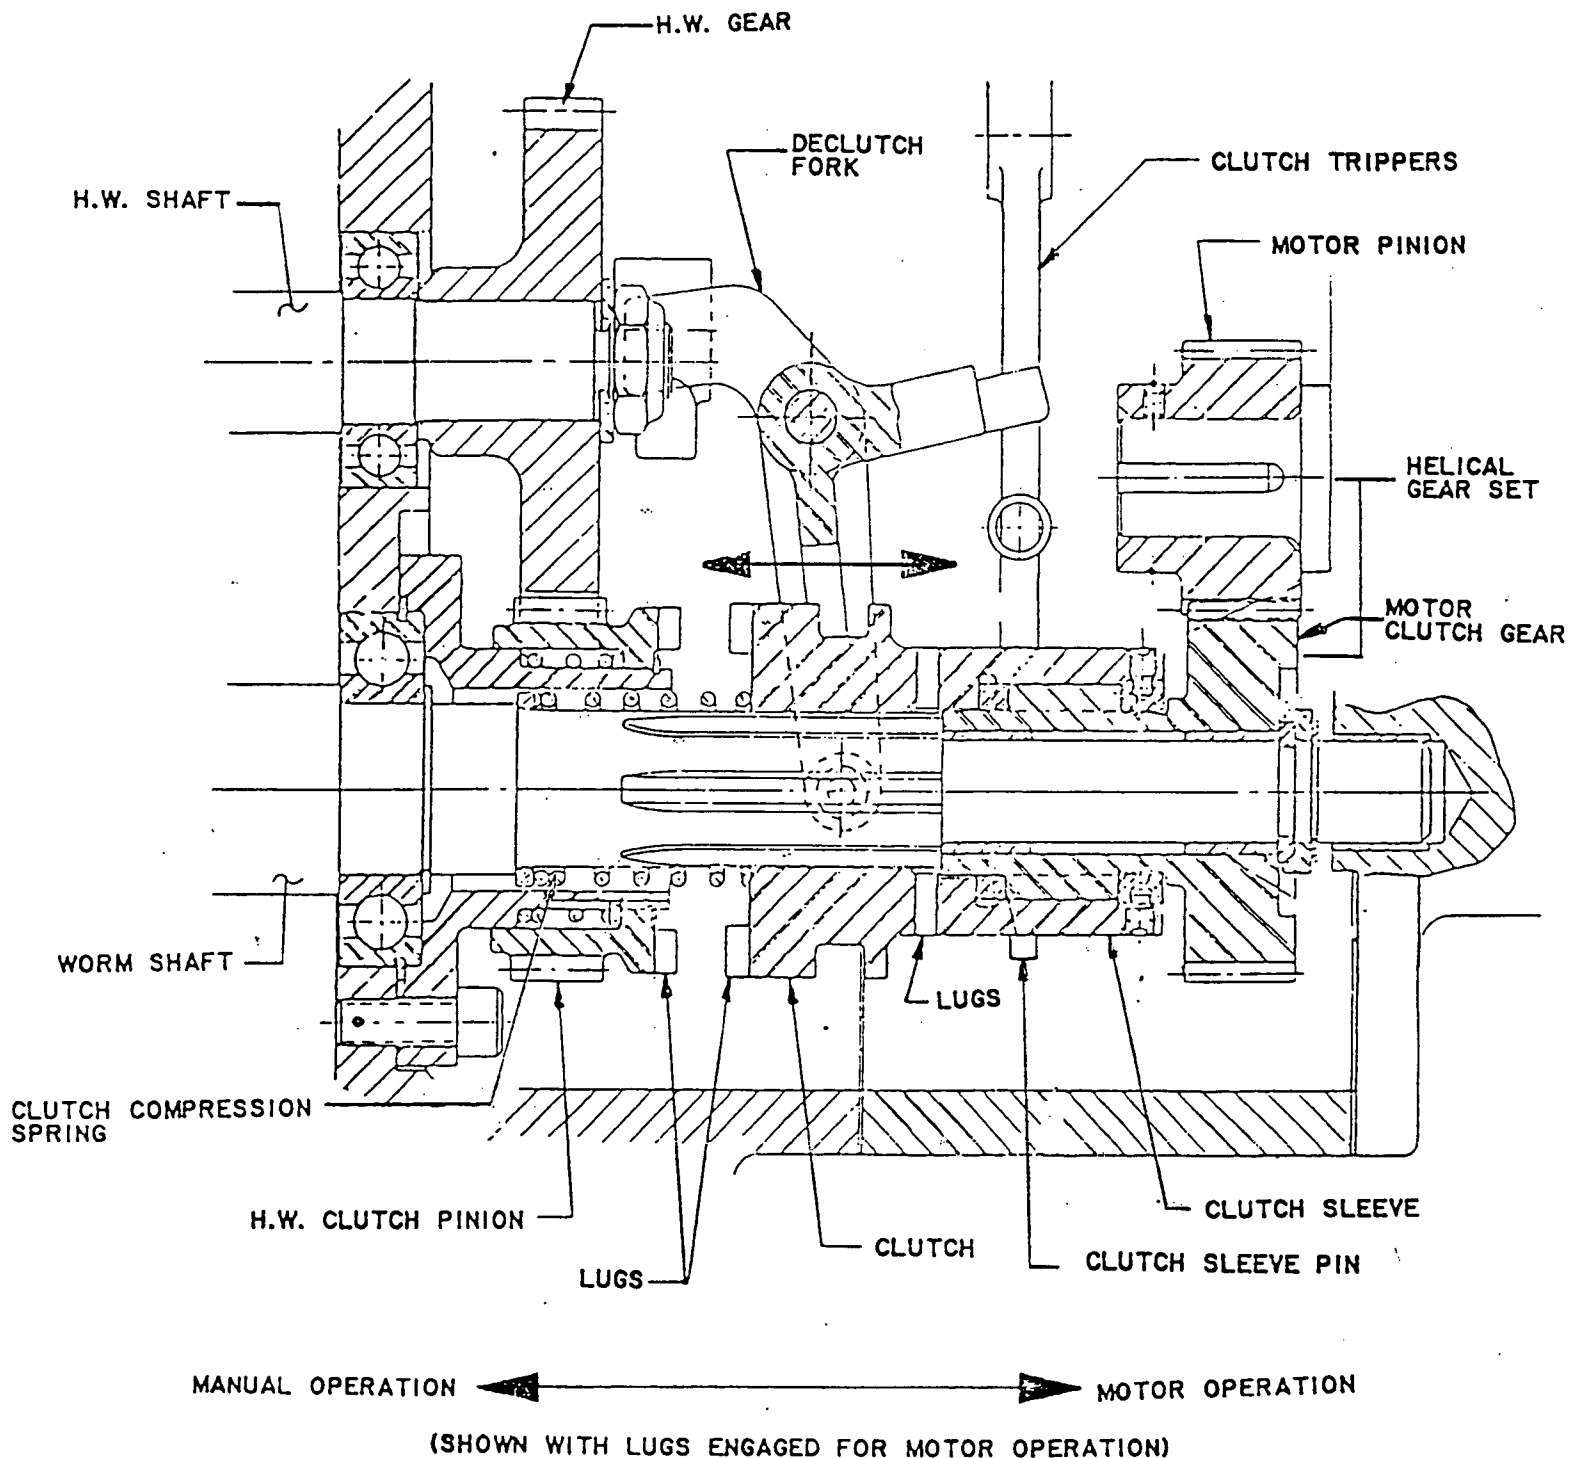 H.W. GEAR
DECLUTCH
FORK
CLUTCH TRIPPERS
H.W. SHAFT
MOTOR PINION
HELICAL
GEAR SET
MOTOR
CLUTCH GEAR
WORM SHAFT
LUGS
CLUTCH COMPRESSION
SPRING
H.W. CLUTCH PINION
CLUTCH SLEEVE
CLUTCH
CLUTCH SLEEVE PIN
LUGS
MANUAL OPERATION
MOTOR OPERATION
(SHOWN WITH LUGS ENGAGED FOR MOTOR OPERATION)